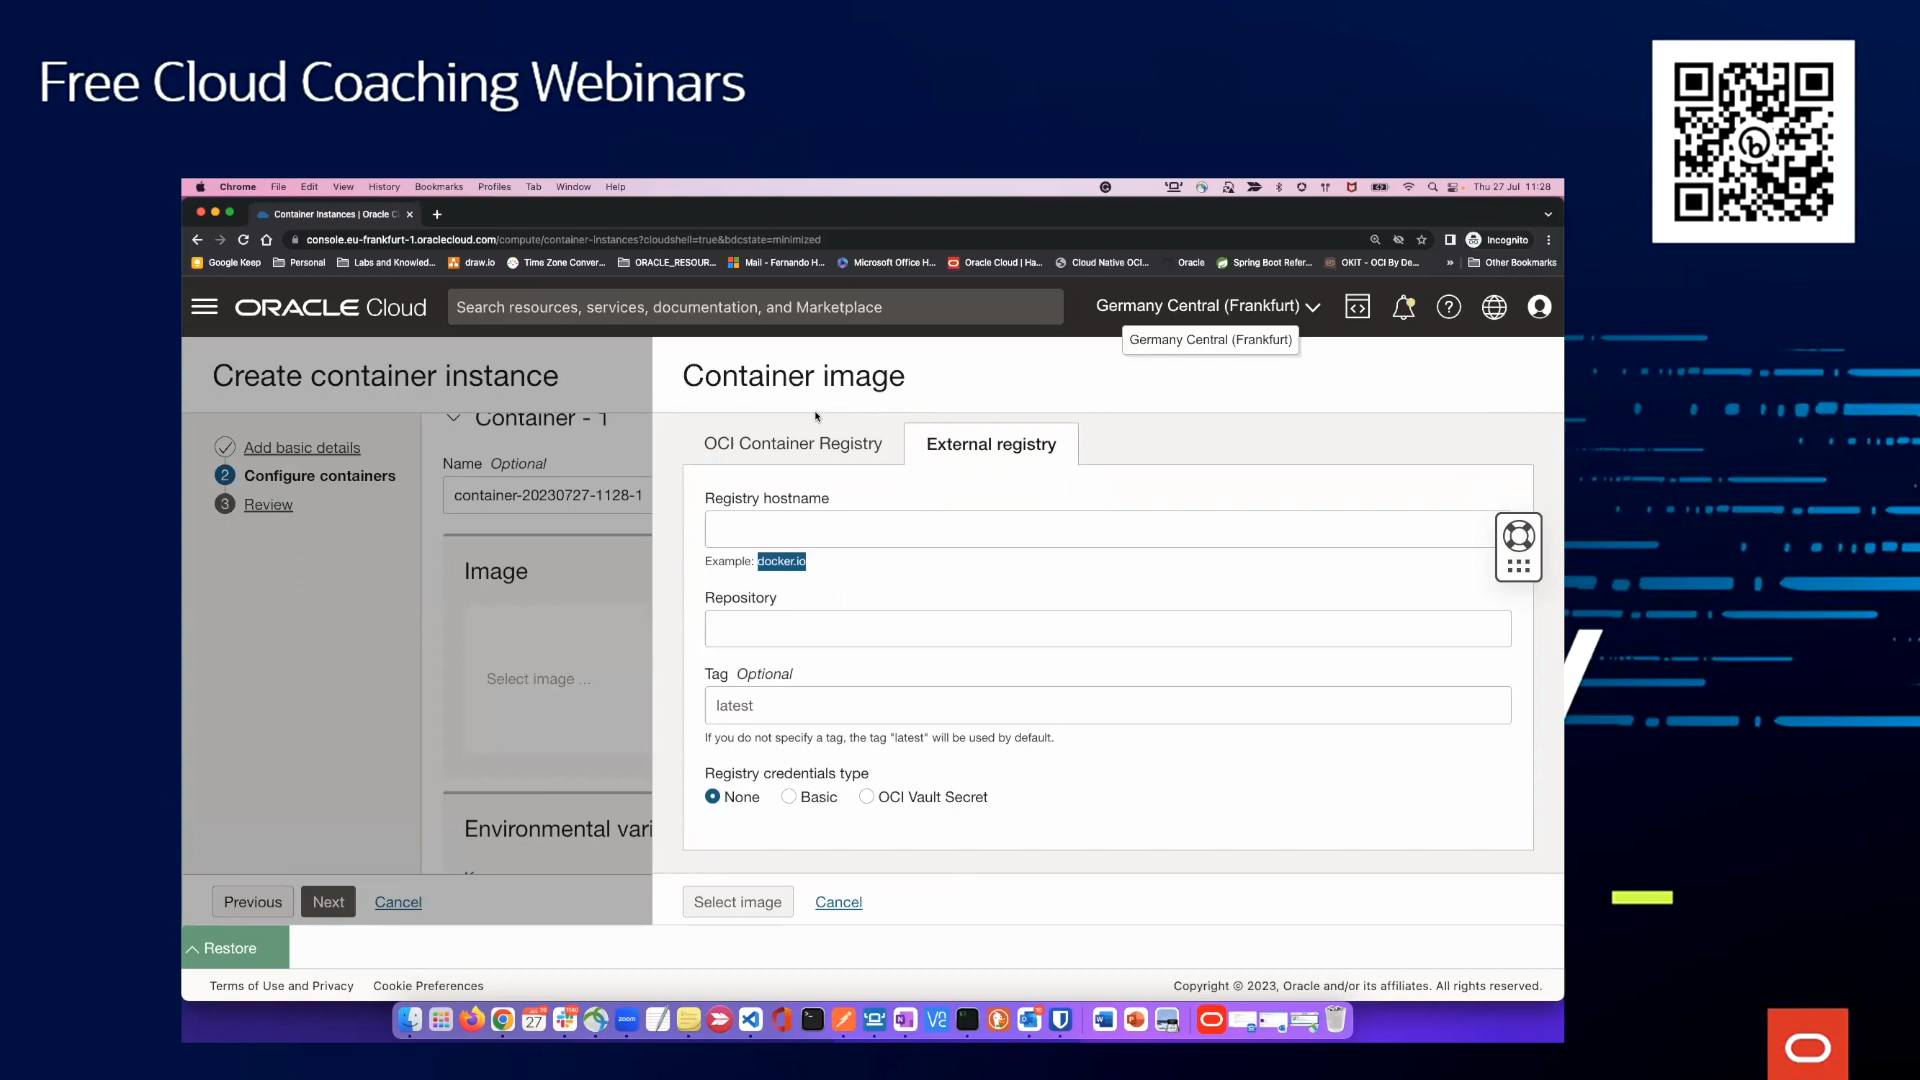 Free Cloud Coaching Webinars
Chrome File Edit View History Bookmarks Profiles Tab Window Help Thu 27 Jul 11:28
Container Instances | Oracle C
console.eu-frankfurt-1.oraclecloud.com/compute/container-instances?cloudshell=true&bdcstate=minimized Incognito
Google Keep Personal Labs and Knowled... draw.io Time Zone Conver... ORACLE_RESOUR... Mail - Fernando H... Microsoft Office H... Oracle Cloud | Ha... Cloud Native OCI... Oracle Spring Boot Refer... OKIT - OCI By De... » Other Bookmarks
ORACLE Cloud Search resources, services, documentation, and Marketplace Germany Central (Frankfurt)
Germany Central (Frankfurt)
Create container instance
Add basic details
2 Configure containers
3 Review
Container - 1
Name Optional
container-20230727-1128-1
Image
Select image ...
Environmental vari
Previous Next Cancel
Container image
OCI Container Registry External registry
Registry hostname
Example: docker.io
Repository
Tag Optional
latest
If you do not specify a tag, the tag "latest" will be used by default.
Registry credentials type
None Basic OCI Vault Secret
Select image Cancel
Restore
Terms of Use and Privacy Cookie Preferences Copyright © 2023, Oracle and/or its affiliates. All rights reserved.
27 zoom